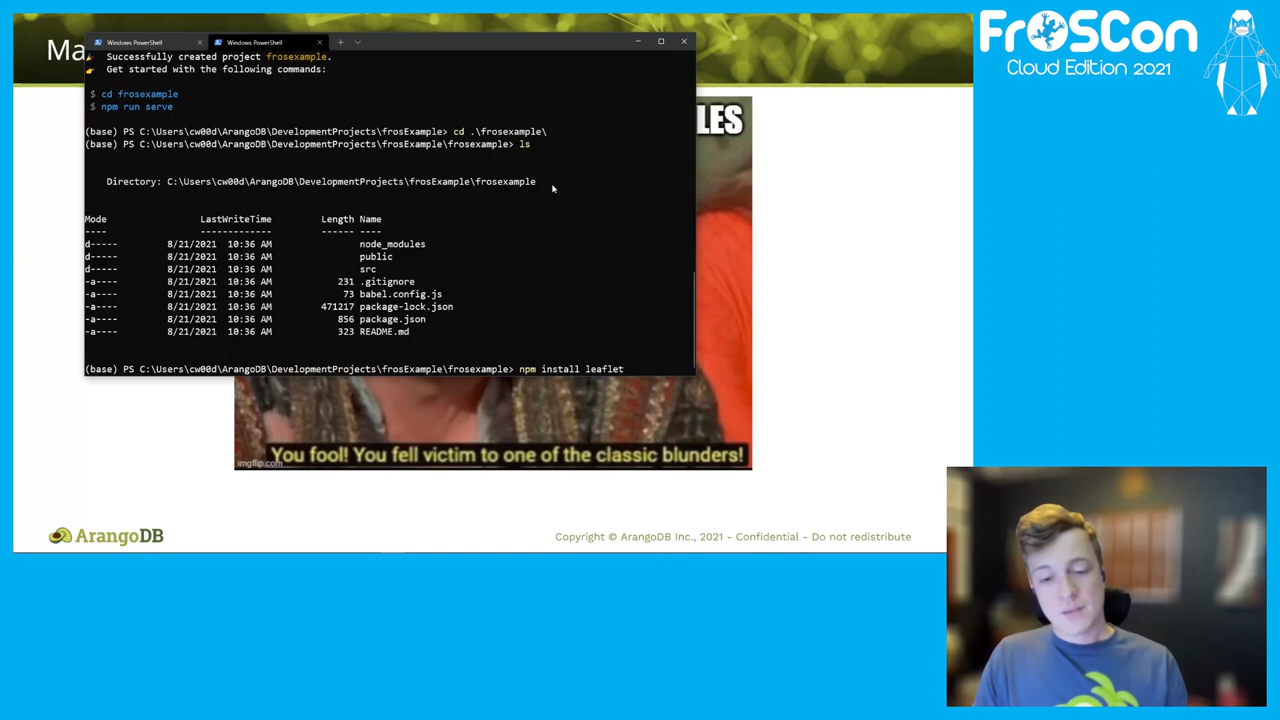 Ma
Windows PowerShell
Windows PowerShell
Successfully created project frosexample.
Get started with the following commands:
$ cd frosexample
$ npm run serve
(base) PS C:\Users\cw00d\ArangoDB\DevelopmentProjects\frosExample> cd .\frosexample\
(base) PS C:\Users\cw00d\ArangoDB\DevelopmentProjects\frosExample\frosexample> ls
Directory: C:\Users\cw00d\ArangoDB\DevelopmentProjects\frosExample\frosexample
Mode LastWriteTime Length Name
---- ------------- ------ ----
d----- 8/21/2021 10:36 AM node_modules
d----- 8/21/2021 10:36 AM public
d----- 8/21/2021 10:36 AM src
-a---- 8/21/2021 10:36 AM 231 .gitignore
-a---- 8/21/2021 10:36 AM 73 babel.config.js
-a---- 8/21/2021 10:36 AM 471217 package-lock.json
-a---- 8/21/2021 10:36 AM 856 package.json
-a---- 8/21/2021 10:36 AM 323 README.md
(base) PS C:\Users\cw00d\ArangoDB\DevelopmentProjects\frosExample\frosexample> npm install leaflet
LES
You fool! You fell victim to one of the classic blunders!
imgflip.com
ArangoDB
Copyright © ArangoDB Inc., 2021 - Confidential - Do not redistribute
FrOSCon
Cloud Edition 2021